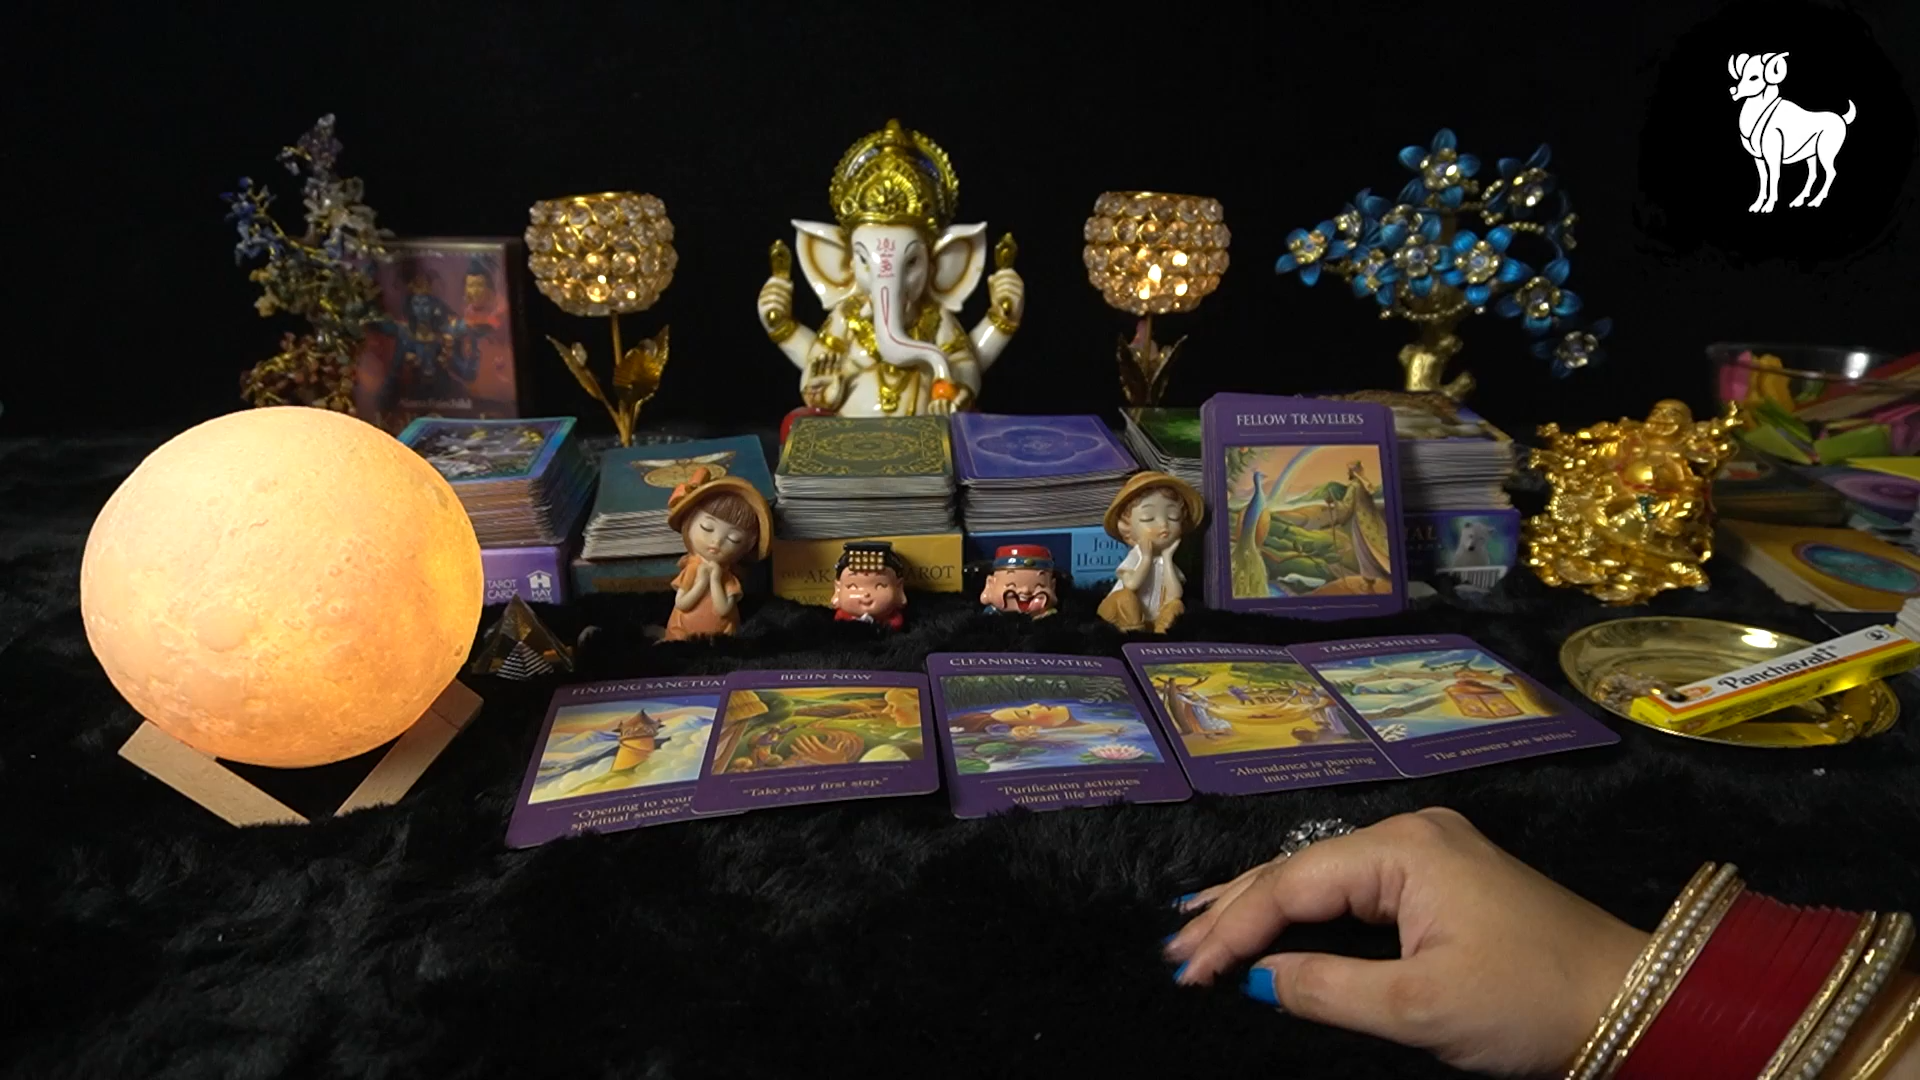 FELLOW TRAVELERS
TAROT
CARDS
HAY
TAROT
JOHN
HOLL
FINDING SANCTUA
BEGIN NOW
CLEANSING WATERS
INFINITE ABUNDANC
TAKING SHELTER
"Opening to your
spiritual source."
"Take your first step."
"Purification activates
vibrant life force."
"Abundance is pouring
into your life."
"The answers are within."
Panchavati